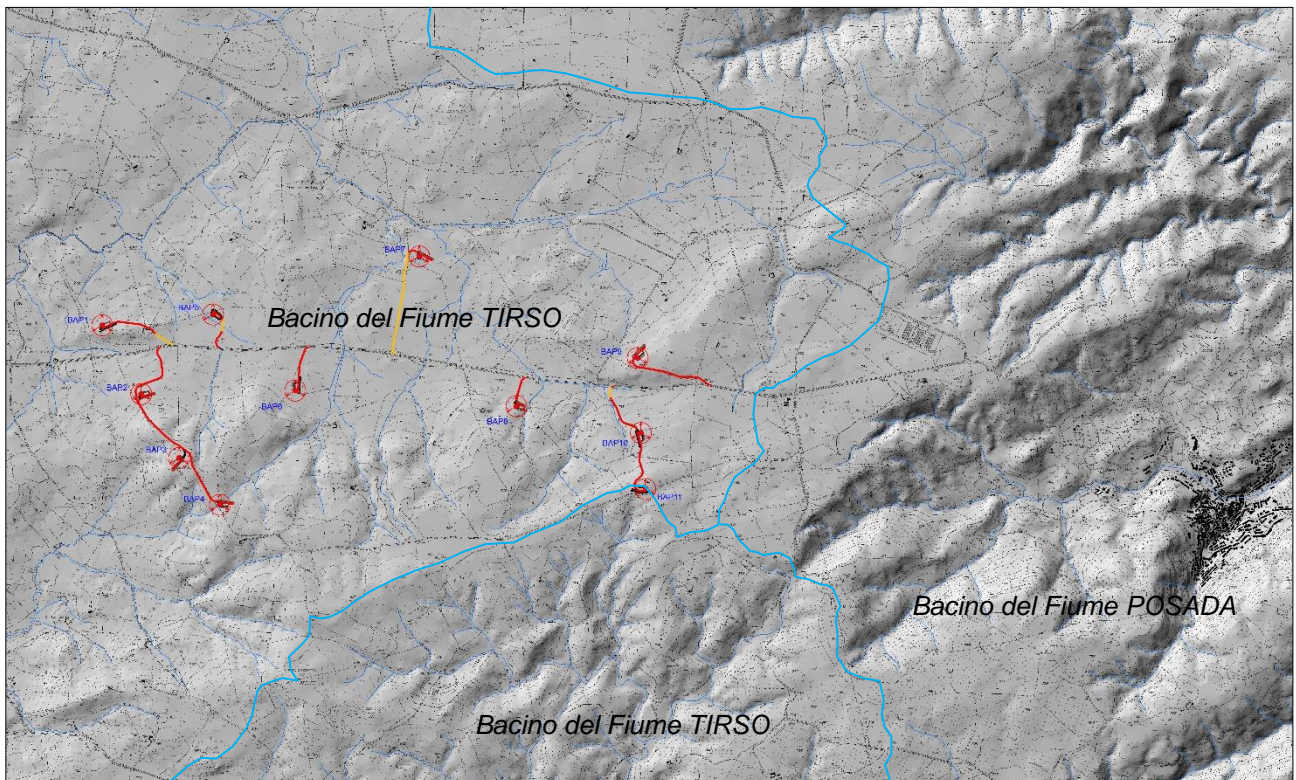 BAP7
BAP5
BAP1
Bacino del Fiume TIRSO
BAP9
BAP2
BAP6
BAP8
BAP10
BAP3
BAP4
BAP11
Bacino del Fiume POSADA
Bacino del Fiume TIRSO